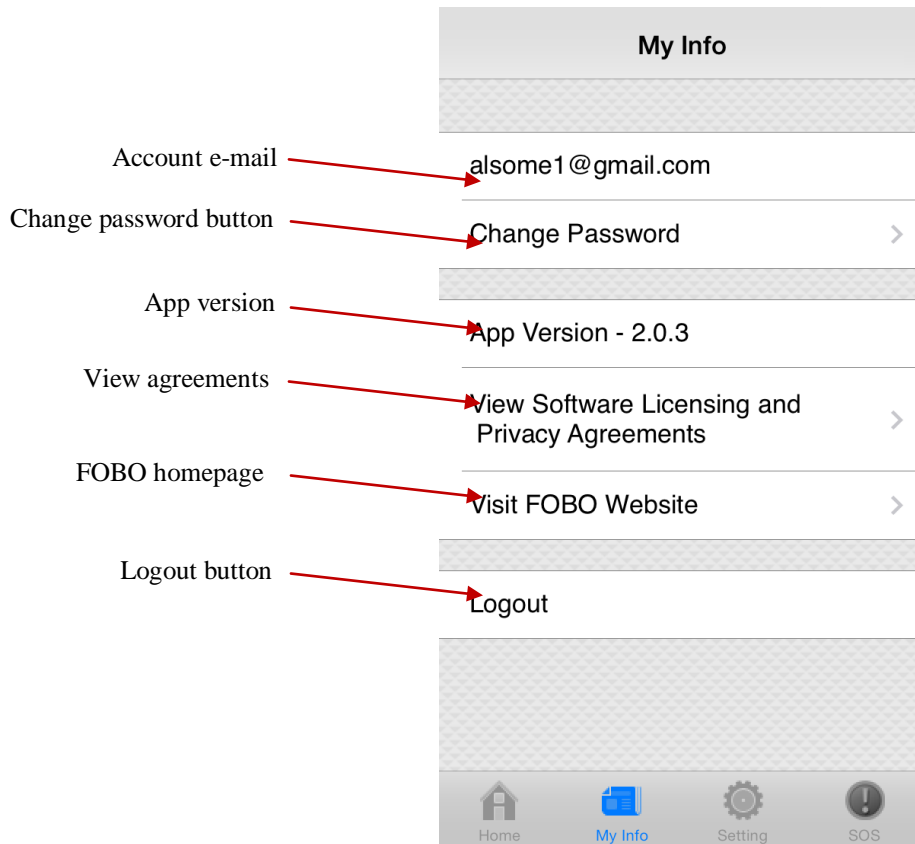 My Info
Account e-mail
alsome1@gmail.com
Change password button
Change Password
App version
App Version - 2.0.3
View agreements
View Software Licensing and
Privacy Agreements
FOBO homepage
Visit FOBO Website
Logout button
Logout
Home My Info Setting SOS